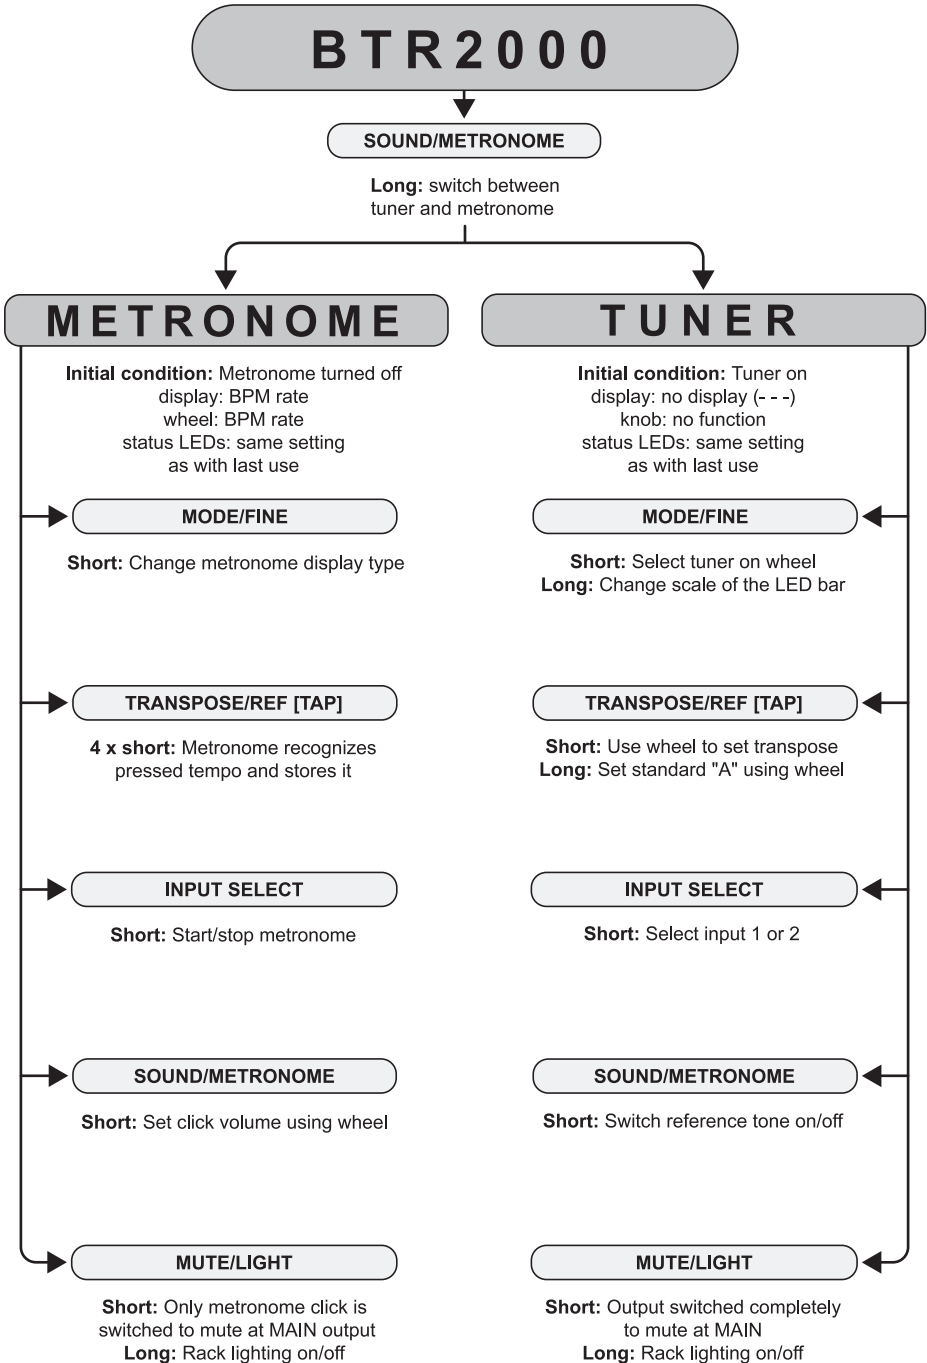 BTR2000
SOUND/METRONOME
Long: switch between
tuner and metronome
METRONOME
Initial condition: Metronome turned off
display: BPM rate
wheel: BPM rate
status LEDs: same setting
as with last use
MODE/FINE
Short: Change metronome display type
TRANSPOSE/REF [TAP]
4 x short: Metronome recognizes
pressed tempo and stores it
INPUT SELECT
Short: Start/stop metronome
SOUND/METRONOME
Short: Set click volume using wheel
MUTE/LIGHT
Short: Only metronome click is
switched to mute at MAIN output
Long: Rack lighting on/off
TUNER
Initial condition: Tuner on
display: no display (- - -)
knob: no function
status LEDs: same setting
as with last use
MODE/FINE
Short: Select tuner on wheel
Long: Change scale of the LED bar
TRANSPOSE/REF [TAP]
Short: Use wheel to set transpose
Long: Set standard "A" using wheel
INPUT SELECT
Short: Select input 1 or 2
SOUND/METRONOME
Short: Switch reference tone on/off
MUTE/LIGHT
Short: Output switched completely
to mute at MAIN
Long: Rack lighting on/off